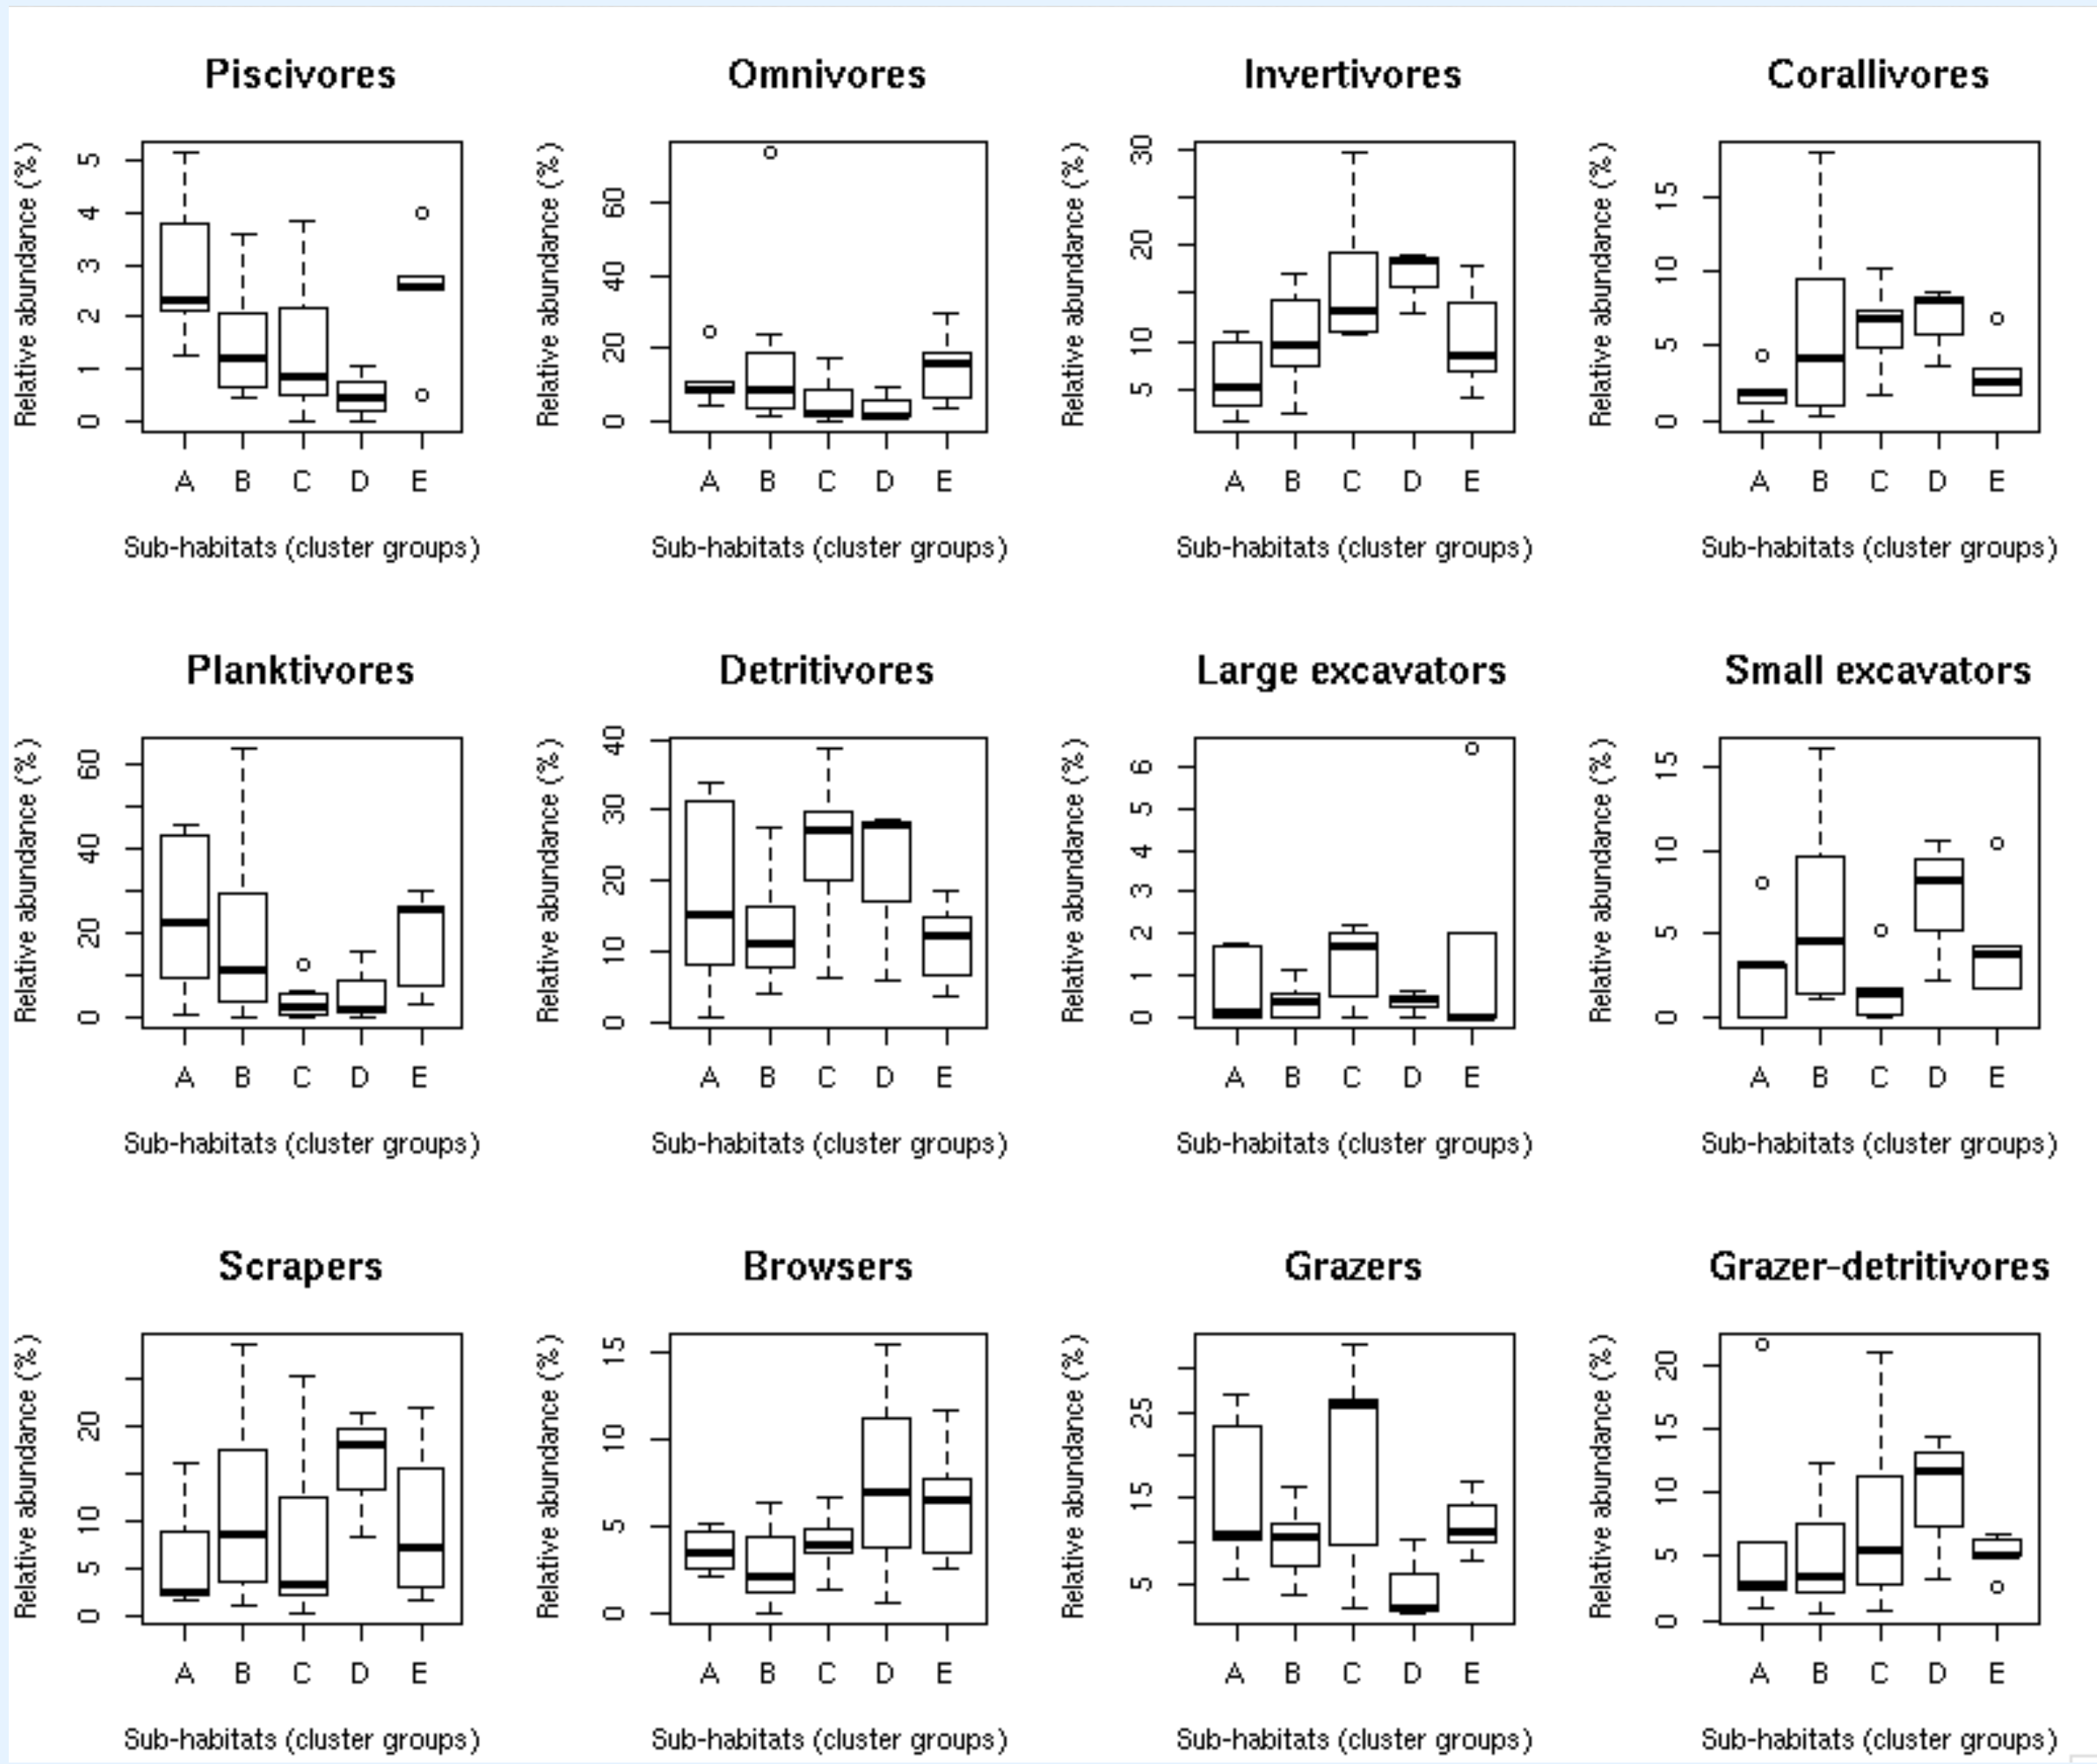 Piscivores
Relative abundance (%)
0 1 2 3 4 5
A B C D E
Sub-habitats (cluster groups)
Omnivores
Relative abundance (%)
0 20 40 60
A B C D E
Sub-habitats (cluster groups)
Invertivores
Relative abundance (%)
5 10 20 30
A B C D E
Sub-habitats (cluster groups)
Corallivores
Relative abundance (%)
0 5 10 15
A B C D E
Sub-habitats (cluster groups)
Planktivores
Relative abundance (%)
0 20 40 60
A B C D E
Sub-habitats (cluster groups)
Detritivores
Relative abundance (%)
0 10 20 30 40
A B C D E
Sub-habitats (cluster groups)
Large excavators
Relative abundance (%)
0 1 2 3 4 5 6
A B C D E
Sub-habitats (cluster groups)
Small excavators
Relative abundance (%)
0 5 10 15
A B C D E
Sub-habitats (cluster groups)
Scrapers
Relative abundance (%)
0 5 10 20
A B C D E
Sub-habitats (cluster groups)
Browsers
Relative abundance (%)
0 5 10 15
A B C D E
Sub-habitats (cluster groups)
Grazers
Relative abundance (%)
5 15 25
A B C D E
Sub-habitats (cluster groups)
Grazer-detritivores
Relative abundance (%)
0 5 10 15 20
A B C D E
Sub-habitats (cluster groups)